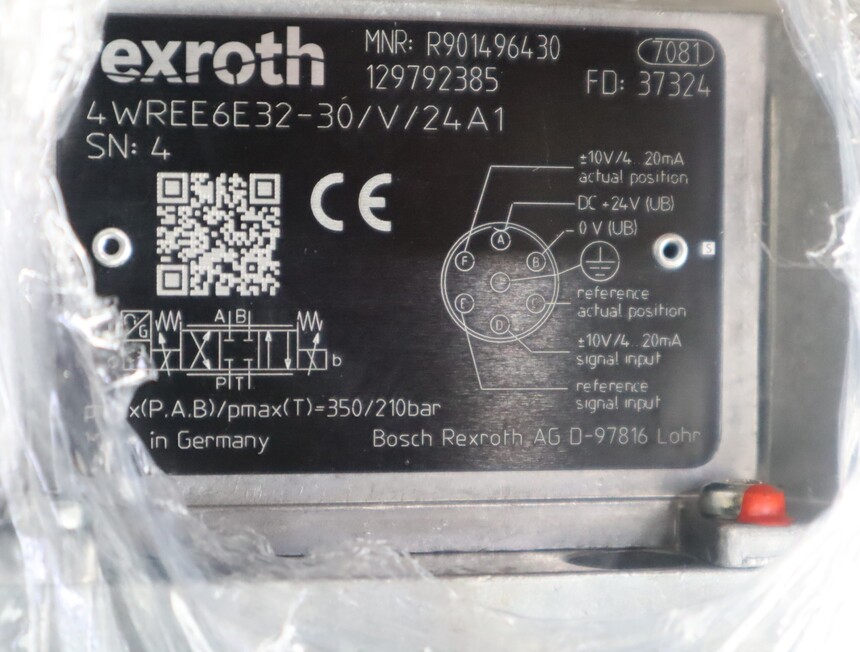 rexroth
MNR: R901496430
7081
129792385
FD: 37324
4WREE6E32-30/V/24A1
SN: 4
CE
±10V/4...20mA
actual position
DC +24V (UB)
0 V (UB)
A
B
C
D
E
F
reference
actual position
±10V/4...20mA
signal input
reference
signal input
S
G
A B
b
P T
x(P.A.B)/pmax(T)=350/210bar
in Germany
Bosch Rexroth AG D-97816 Lohr